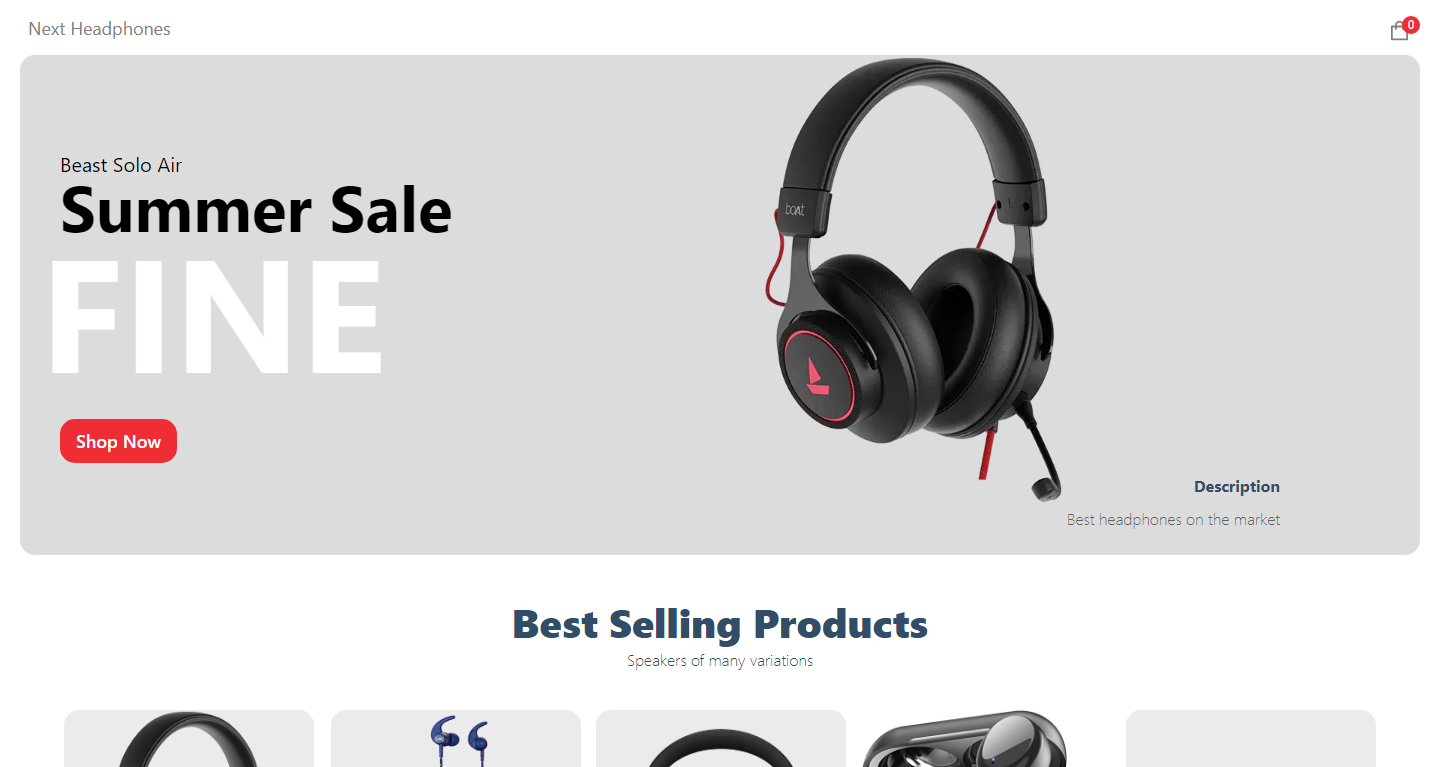 Next Headphones
0
Beast Solo Air
Summer Sale
FINE
Shop Now
boAt
L
Description
Best headphones on the market
Best Selling Products
Speakers of many variations